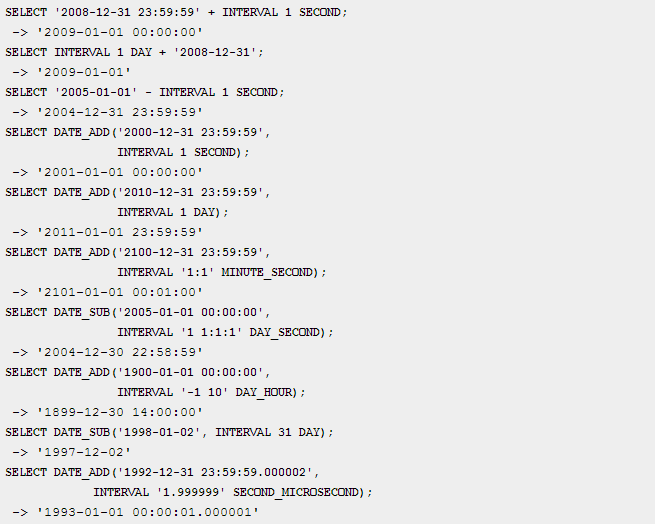 SELECT '2008-12-31 23:59:59' + INTERVAL 1 SECOND;
-> '2009-01-01 00:00:00'
SELECT INTERVAL 1 DAY + '2008-12-31';
-> '2009-01-01'
SELECT '2005-01-01' - INTERVAL 1 SECOND;
-> '2004-12-31 23:59:59'
SELECT DATE_ADD('2000-12-31 23:59:59',
INTERVAL 1 SECOND);
-> '2001-01-01 00:00:00'
SELECT DATE_ADD('2010-12-31 23:59:59',
INTERVAL 1 DAY);
-> '2011-01-01 23:59:59'
SELECT DATE_ADD('2100-12-31 23:59:59',
INTERVAL '1:1' MINUTE_SECOND);
-> '2101-01-01 00:01:00'
SELECT DATE_SUB('2005-01-01 00:00:00',
INTERVAL '1 1:1:1' DAY_SECOND);
-> '2004-12-30 22:58:59'
SELECT DATE_ADD('1900-01-01 00:00:00',
INTERVAL '-1 10' DAY_HOUR);
-> '1899-12-30 14:00:00'
SELECT DATE_SUB('1998-01-02', INTERVAL 31 DAY);
-> '1997-12-02'
SELECT DATE_ADD('1992-12-31 23:59:59.000002',
INTERVAL '1.999999' SECOND_MICROSECOND);
-> '1993-01-01 00:00:01.000001'